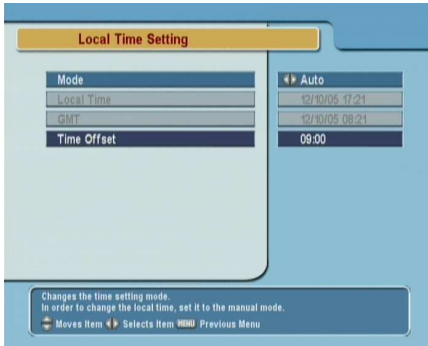 Local Time Setting
Mode Auto
Local Time 12/10/05 17:21
GMT 12/10/05 08:21
Time Offset 09:00
Changes the time setting mode.
In order to change the local time, set it to the manual mode.
Moves Item Selects Item MENU Previous Menu